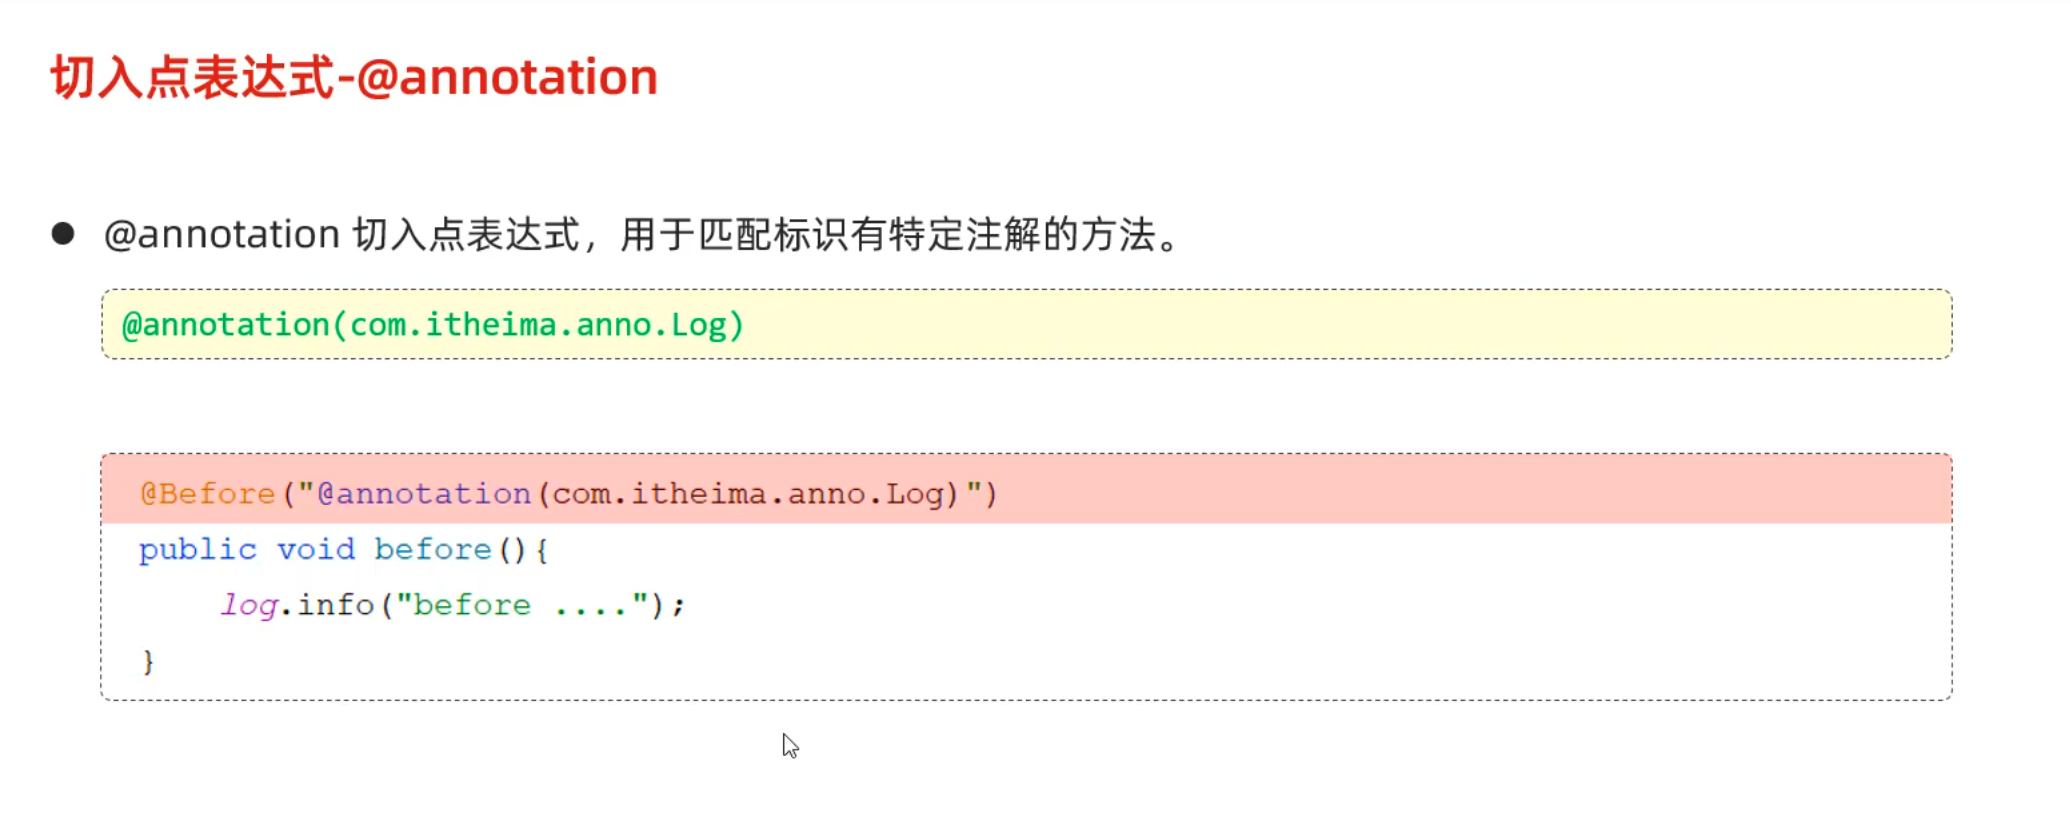 切入点表达式-@annotation
● @annotation 切入点表达式，用于匹配标识有特定注解的方法。
@annotation(com.itheima.anno.Log)
@Before("@annotation(com.itheima.anno.Log)")
public void before(){
    log.info("before ....");
}